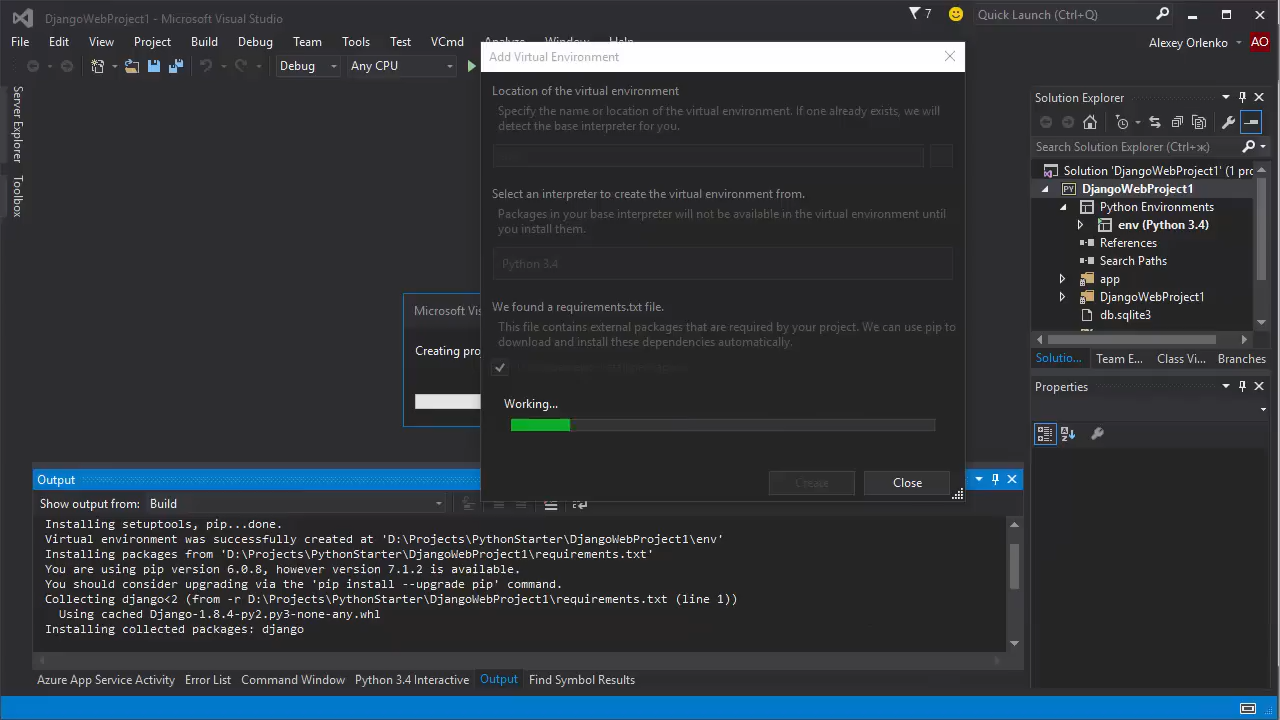 DjangoWebProject1 - Microsoft Visual Studio
7
Quick Launch (Ctrl+Q)
File Edit View Project Build Debug Team Tools Test VCmd Analyze Window Help
Alexey Orlenko
AO
Debug
Any CPU
Server Explorer
Toolbox
Add Virtual Environment
Location of the virtual environment
Specify the name or location of the virtual environment. If one already exists, we will
detect the base interpreter for you.
Select an interpreter to create the virtual environment from.
Packages in your base interpreter will not be available in the virtual environment until
you install them.
Python 3.4
We found a requirements.txt file.
This file contains external packages that are required by your project. We can use pip to
download and install these dependencies automatically.
Working...
Create
Close
Microsoft Vis
Creating pro
Solution Explorer
Search Solution Explorer (Ctrl+ж)
Solution 'DjangoWebProject1' (1 prc
PY DjangoWebProject1
Python Environments
env (Python 3.4)
References
Search Paths
app
DjangoWebProject1
db.sqlite3
Solutio... Team E... Class Vi... Branches
Properties
Output
Show output from: Build
Installing setuptools, pip...done.
Virtual environment was successfully created at 'D:\Projects\PythonStarter\DjangoWebProject1\env'
Installing packages from 'D:\Projects\PythonStarter\DjangoWebProject1\requirements.txt'
You are using pip version 6.0.8, however version 7.1.2 is available.
You should consider upgrading via the 'pip install --upgrade pip' command.
Collecting django<2 (from -r D:\Projects\PythonStarter\DjangoWebProject1\requirements.txt (line 1))
Using cached Django-1.8.4-py2.py3-none-any.whl
Installing collected packages: django
Azure App Service Activity Error List Command Window Python 3.4 Interactive Output Find Symbol Results